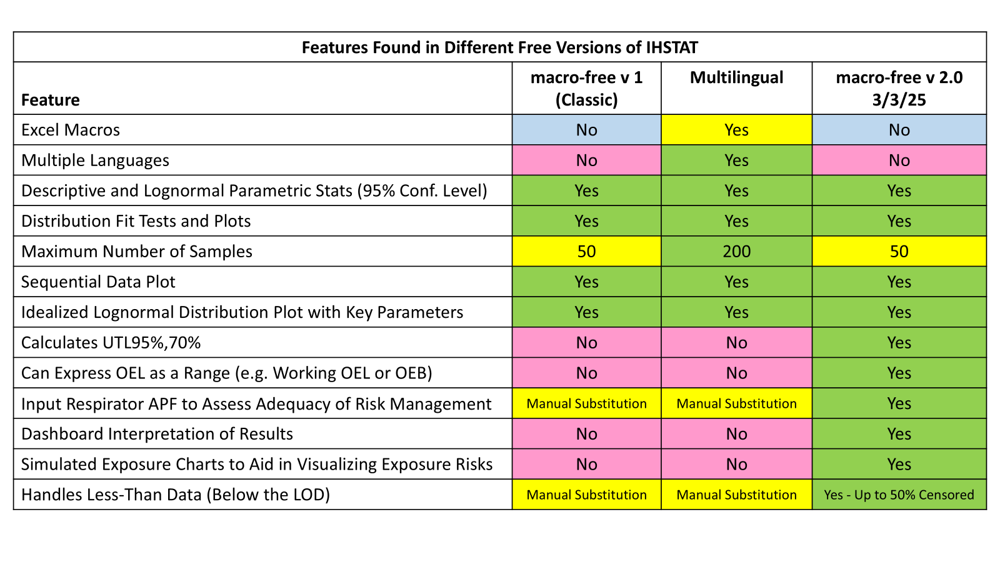 Features Found in Different Free Versions of IHSTAT
Feature macro-free v 1 (Classic) Multilingual macro-free v 2.0 3/3/25
Excel Macros No Yes No
Multiple Languages No Yes No
Descriptive and Lognormal Parametric Stats (95% Conf. Level) Yes Yes Yes
Distribution Fit Tests and Plots Yes Yes Yes
Maximum Number of Samples 50 200 50
Sequential Data Plot Yes Yes Yes
Idealized Lognormal Distribution Plot with Key Parameters Yes Yes Yes
Calculates UTL95%,70% No No Yes
Can Express OEL as a Range (e.g. Working OEL or OEB) No No Yes
Input Respirator APF to Assess Adequacy of Risk Management Manual Substitution Manual Substitution Yes
Dashboard Interpretation of Results No No Yes
Simulated Exposure Charts to Aid in Visualizing Exposure Risks No No Yes
Handles Less-Than Data (Below the LOD) Manual Substitution Manual Substitution Yes - Up to 50% Censored